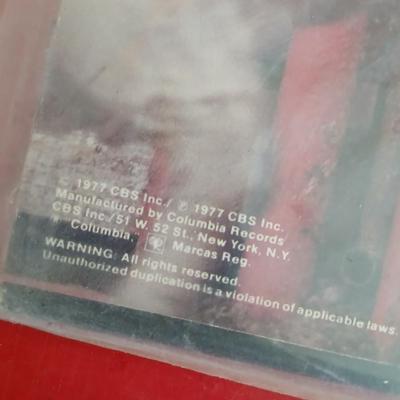 © 1977 CBS Inc./ ℗ 1977 CBS Inc.
Manufactured by Columbia Records
CBS Inc./51 W. 52 St., New York, N.Y.
Columbia, Marcas Reg.
WARNING: All rights reserved.
Unauthorized duplication is a violation of applicable laws.